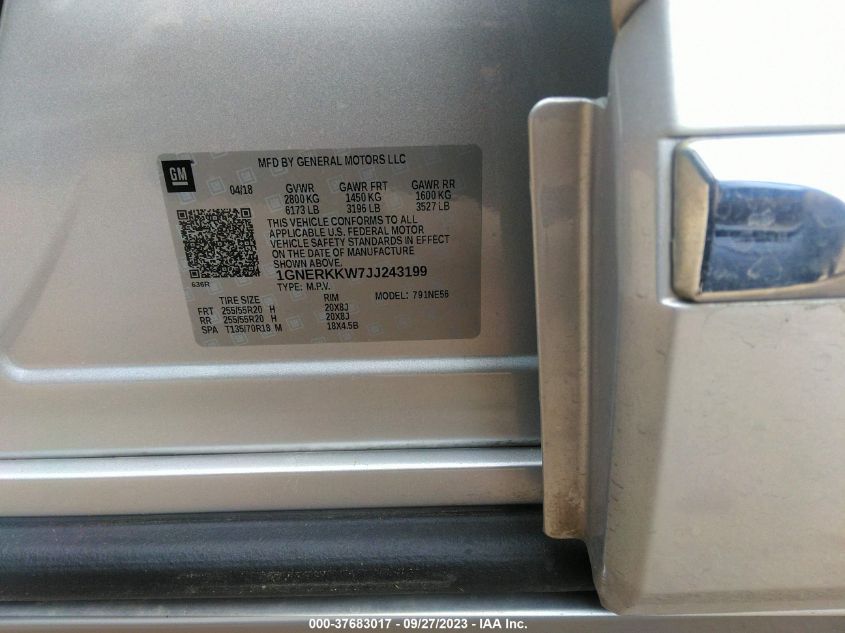 MFD BY GENERAL MOTORS LLC
GM
04/18 GVWR GAWR FRT GAWR RR
2800 KG 1450 KG 1600 KG
6173 LB 3196 LB 3527 LB
THIS VEHICLE CONFORMS TO ALL
APPLICABLE U.S. FEDERAL MOTOR
VEHICLE SAFETY STANDARDS IN EFFECT
ON THE DATE OF MANUFACTURE
SHOWN ABOVE.
1GNERKKW7JJ243199
636R
TYPE: M.P.V. MODEL: 791NE56
TIRE SIZE RIM
FRT 255/55R20 H 20X8J
RR 255/55R20 H 20X8J
SPA T135/70R18 M 18X4.5B
000-37683017 - 09/27/2023 - IAA Inc.